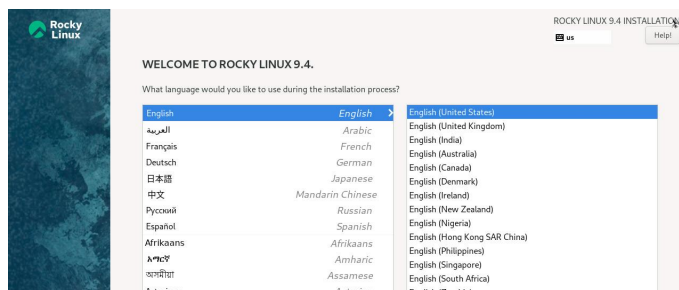 Rocky
Linux
ROCKY LINUX 9.4 INSTALLATION
us
Help!
WELCOME TO ROCKY LINUX 9.4.
What language would you like to use during the installation process?
English English
العربية Arabic
Français French
Deutsch German
日本語 Japanese
中文 Mandarin Chinese
Русский Russian
Español Spanish
Afrikaans Afrikaans
አማርኛ Amharic
অসমীয়া Assamese
English (United States)
English (United Kingdom)
English (India)
English (Australia)
English (Canada)
English (Denmark)
English (Ireland)
English (New Zealand)
English (Nigeria)
English (Hong Kong SAR China)
English (Philippines)
English (Singapore)
English (South Africa)